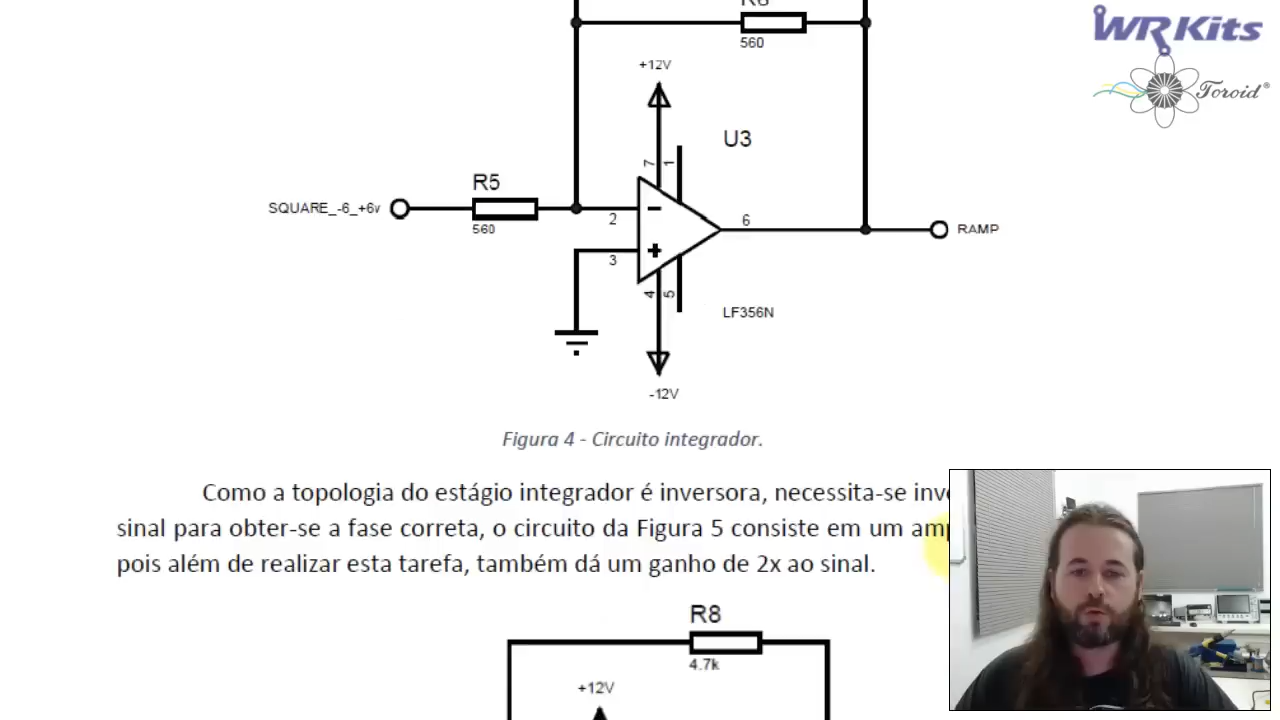 WRKits
Toroid®
560
+12V
U3
7
1
R5
SQUARE_-6_+6v
2
6
RAMP
560
3
4
5
LF356N
-12V
Figura 4 - Circuito integrador.
Como a topologia do estágio integrador é inversora, necessita-se
sinal para obter-se a fase correta, o circuito da Figura 5 consiste em um
pois além de realizar esta tarefa, também dá um ganho de 2x ao sinal.
R8
4.7k
+12V